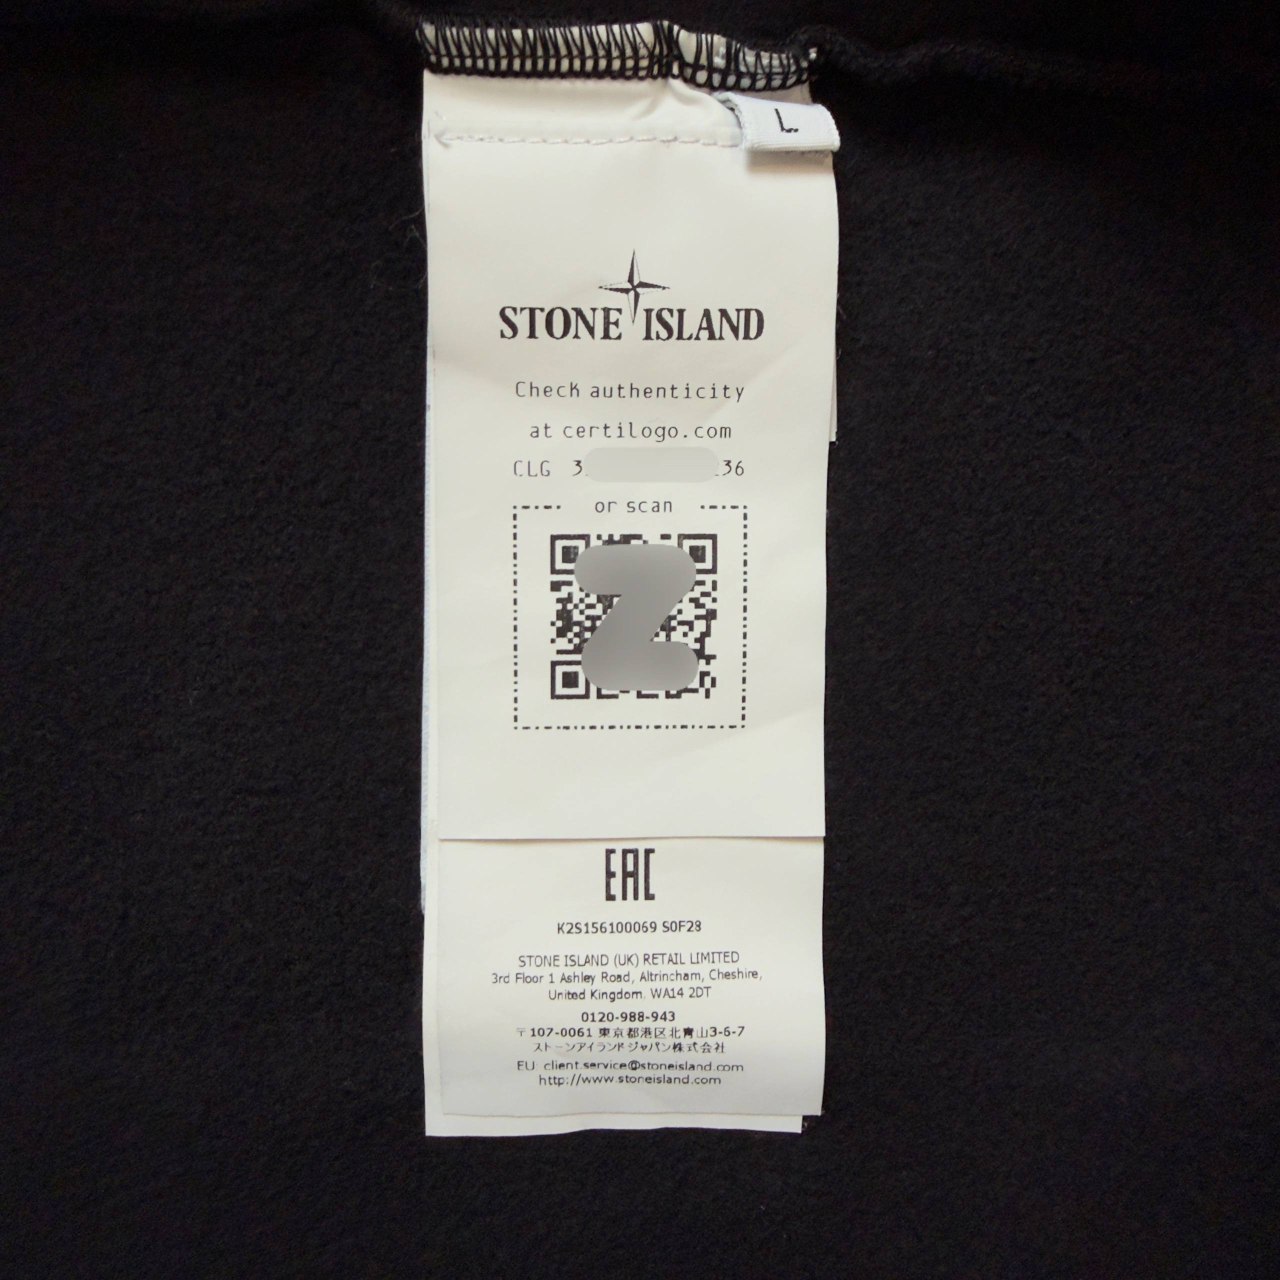 L
STONE ISLAND
Check authenticity
at certilogo.com
CLG 3 36
or scan
EAC
K2S156100069 S0F28
STONE ISLAND (UK) RETAIL LIMITED
3rd Floor 1 Ashley Road, Altrincham, Cheshire,
United Kingdom, WA14 2DT
0120-988-943
〒107-0061 東京都港区北青山3-6-7
ストーンアイランドジャパン株式会社
EU client.service@stoneisland.com
http://www.stoneisland.com